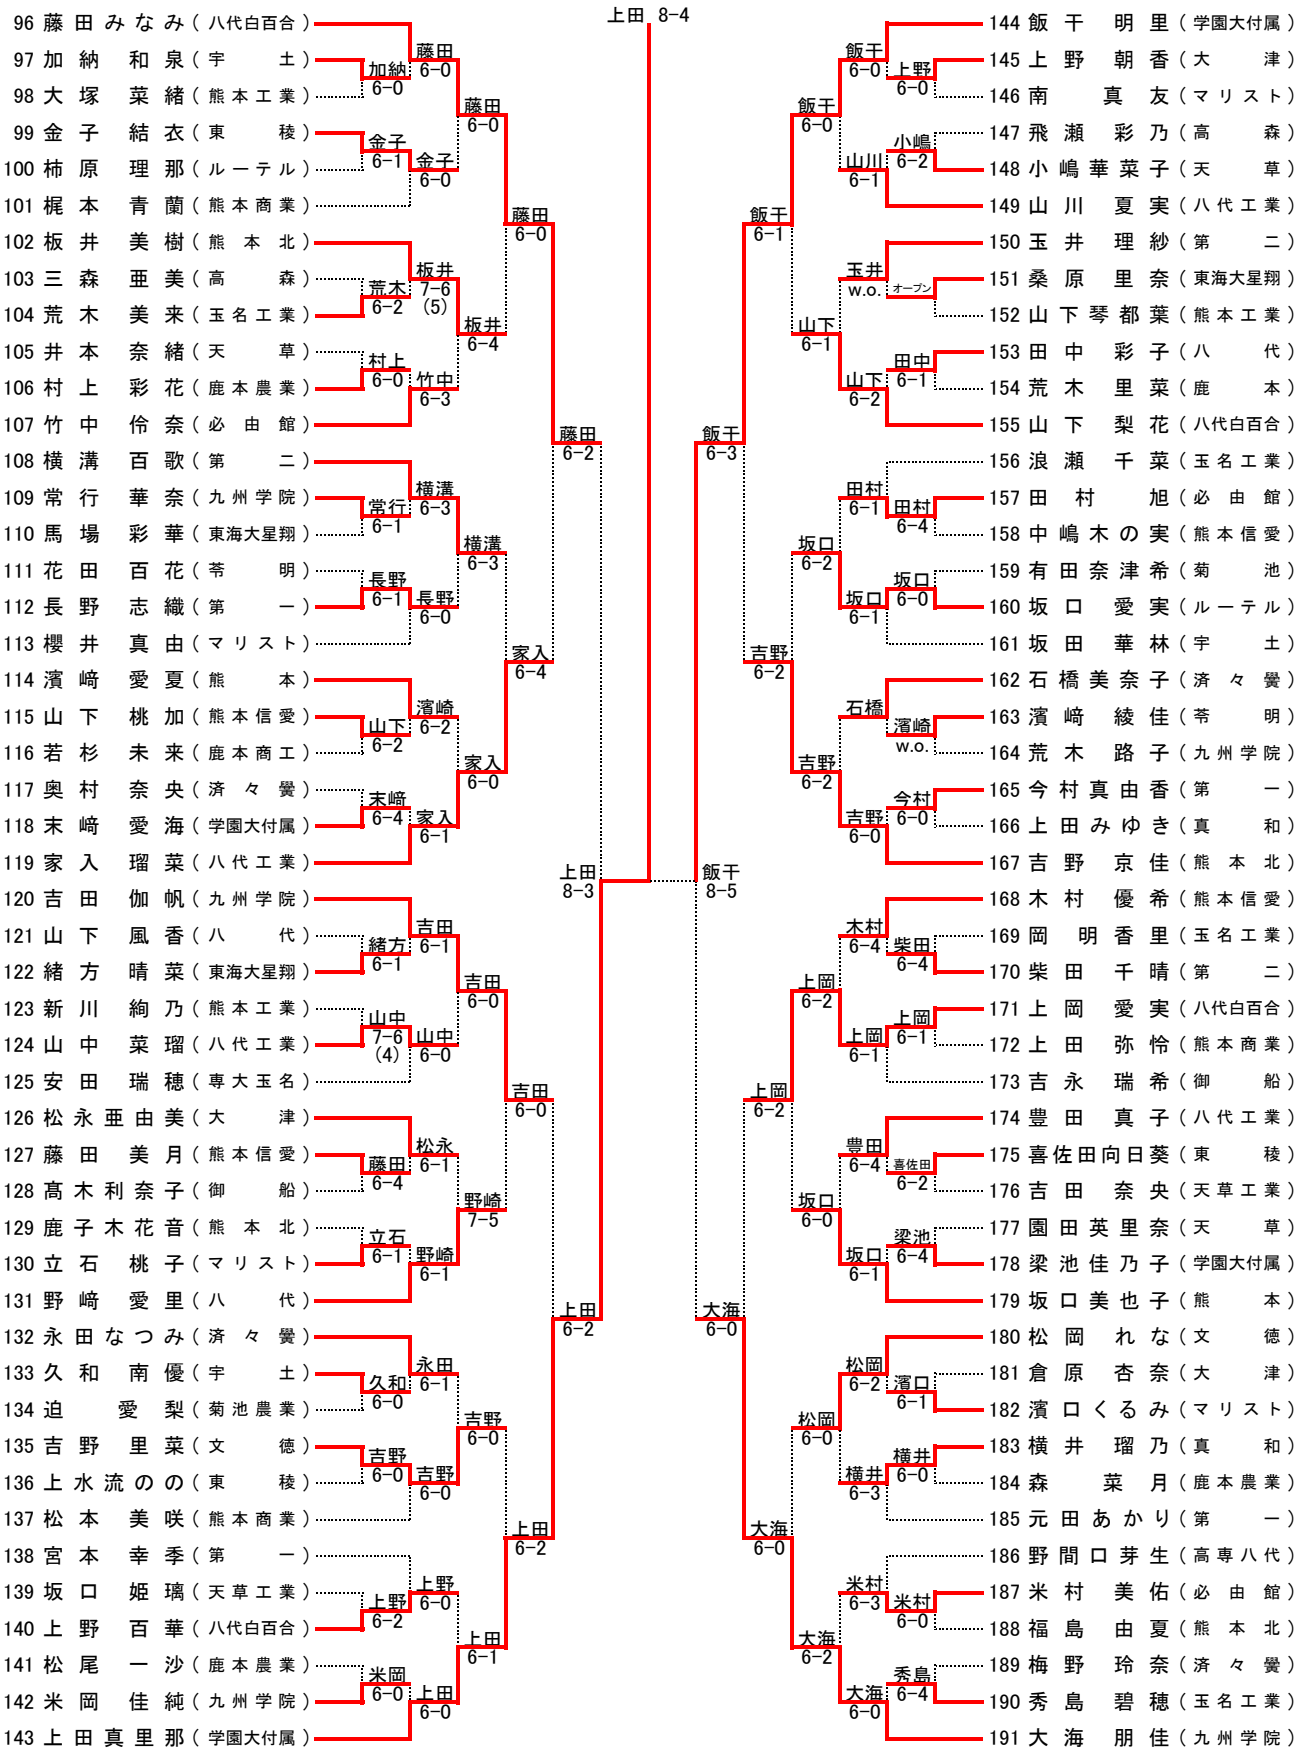 上田 8-4
96 藤田みなみ（八代白百合）
97 加納和泉（宇土）
98 大塚菜緒（熊本工業）
99 金子結衣（東稜）
100 柿原理那（ルーテル）
101 梶本青蘭（熊本商業）
102 板井美樹（熊本北）
103 三森亜美（高森）
104 荒木美来（玉名工業）
105 井本奈緒（天草）
106 村上彩花（鹿本農業）
107 竹中伶奈（必由館）
108 横溝百歌（第二）
109 常行華奈（九州学院）
110 馬場彩華（東海大星翔）
111 花田百花（苓明）
112 長野志織（第一）
113 櫻井真由（マリスト）
114 濱﨑愛夏（熊本）
115 山下桃加（熊本信愛）
116 若杉未来（鹿本商工）
117 奥村奈央（済々黌）
118 末﨑愛海（学園大付属）
119 家入瑠菜（八代工業）
120 吉田伽帆（九州学院）
121 山下風香（八代）
122 緒方晴菜（東海大星翔）
123 新川絢乃（熊本工業）
124 山中菜瑠（八代工業）
125 安田瑞穂（専大玉名）
126 松永亜由美（大津）
127 藤田美月（熊本信愛）
128 髙木利奈子（御船）
129 鹿子木花音（熊本北）
130 立石桃子（マリスト）
131 野﨑愛里（八代）
132 永田なつみ（済々黌）
133 久和南優（宇土）
134 迫愛梨（菊池農業）
135 吉野里菜（文徳）
136 上水流のの（東稜）
137 松本美咲（熊本商業）
138 宮本幸季（第一）
139 坂口姫璃（天草工業）
140 上野百華（八代白百合）
141 松尾一沙（鹿本農業）
142 米岡佳純（九州学院）
143 上田真里那（学園大付属）
加納
6-0
金子
6-1
荒木
6-2
村上
6-0
常行
6-1
長野
6-1
山下
6-2
末﨑
6-4
緒方
6-1
山中
7-6
（4）
藤田
6-4
立石
6-1
久和
6-0
吉野
6-0
上野
6-2
米岡
6-0
藤田
6-0
金子
6-0
板井
7-6
（5）
竹中
6-3
横溝
6-3
長野
6-0
濱崎
6-2
家入
6-1
吉田
6-1
山中
6-0
松永
6-1
野崎
6-1
永田
6-1
吉野
6-0
上野
6-0
上田
6-0
藤田
6-0
板井
6-4
横溝
6-3
家入
6-0
吉田
6-0
野崎
7-5
吉野
6-0
上田
6-1
藤田
6-0
家入
6-4
吉田
6-0
上田
6-2
藤田
6-2
上田
6-2
上田
8-3
飯干
8-5
飯干
6-3
大海
6-0
飯干
6-1
吉野
6-2
上岡
6-2
大海
6-0
飯干
6-0
山下
6-1
坂口
6-2
吉野
6-2
上岡
6-2
坂口
6-0
松岡
6-0
大海
6-2
飯干
6-0
山川
6-1
玉井
w.o.
山下
6-2
田村
6-1
坂口
6-1
石橋
吉野
6-0
木村
6-4
上岡
6-1
豊田
6-4
坂口
6-1
松岡
6-2
横井
6-3
米村
6-3
大海
6-0
上野
6-0
小嶋
6-2
オープン
田中
6-1
田村
6-4
坂口
6-0
濱崎
w.o.
今村
6-0
柴田
6-4
上岡
6-1
喜佐田
6-2
梁池
6-4
濱口
6-1
横井
6-0
米村
6-0
秀島
6-4
144 飯干明里（学園大付属）
145 上野朝香（大津）
146 南真友（マリスト）
147 飛瀬彩乃（高森）
148 小嶋華菜子（天草）
149 山川夏実（八代工業）
150 玉井理紗（第二）
151 桑原里奈（東海大星翔）
152 山下琴都葉（熊本工業）
153 田中彩子（八代）
154 荒木里菜（鹿本）
155 山下梨花（八代白百合）
156 浪瀬千菜（玉名工業）
157 田村旭（必由館）
158 中嶋木の実（熊本信愛）
159 有田奈津希（菊池）
160 坂口愛実（ルーテル）
161 坂田華林（宇土）
162 石橋美奈子（済々黌）
163 濱﨑綾佳（苓明）
164 荒木路子（九州学院）
165 今村真由香（第一）
166 上田みゆき（真和）
167 吉野京佳（熊本北）
168 木村優希（熊本信愛）
169 岡明香里（玉名工業）
170 柴田千晴（第二）
171 上岡愛実（八代白百合）
172 上田弥怜（熊本商業）
173 吉永瑞希（御船）
174 豊田真子（八代工業）
175 喜佐田向日葵（東稜）
176 吉田奈央（天草工業）
177 園田英里奈（天草）
178 梁池佳乃子（学園大付属）
179 坂口美也子（熊本）
180 松岡れな（文徳）
181 倉原杏奈（大津）
182 濱口くるみ（マリスト）
183 横井瑠乃（真和）
184 森菜月（鹿本農業）
185 元田あかり（第一）
186 野間口芽生（高専八代）
187 米村美佑（必由館）
188 福島由夏（熊本北）
189 梅野玲奈（済々黌）
190 秀島碧穂（玉名工業）
191 大海朋佳（九州学院）